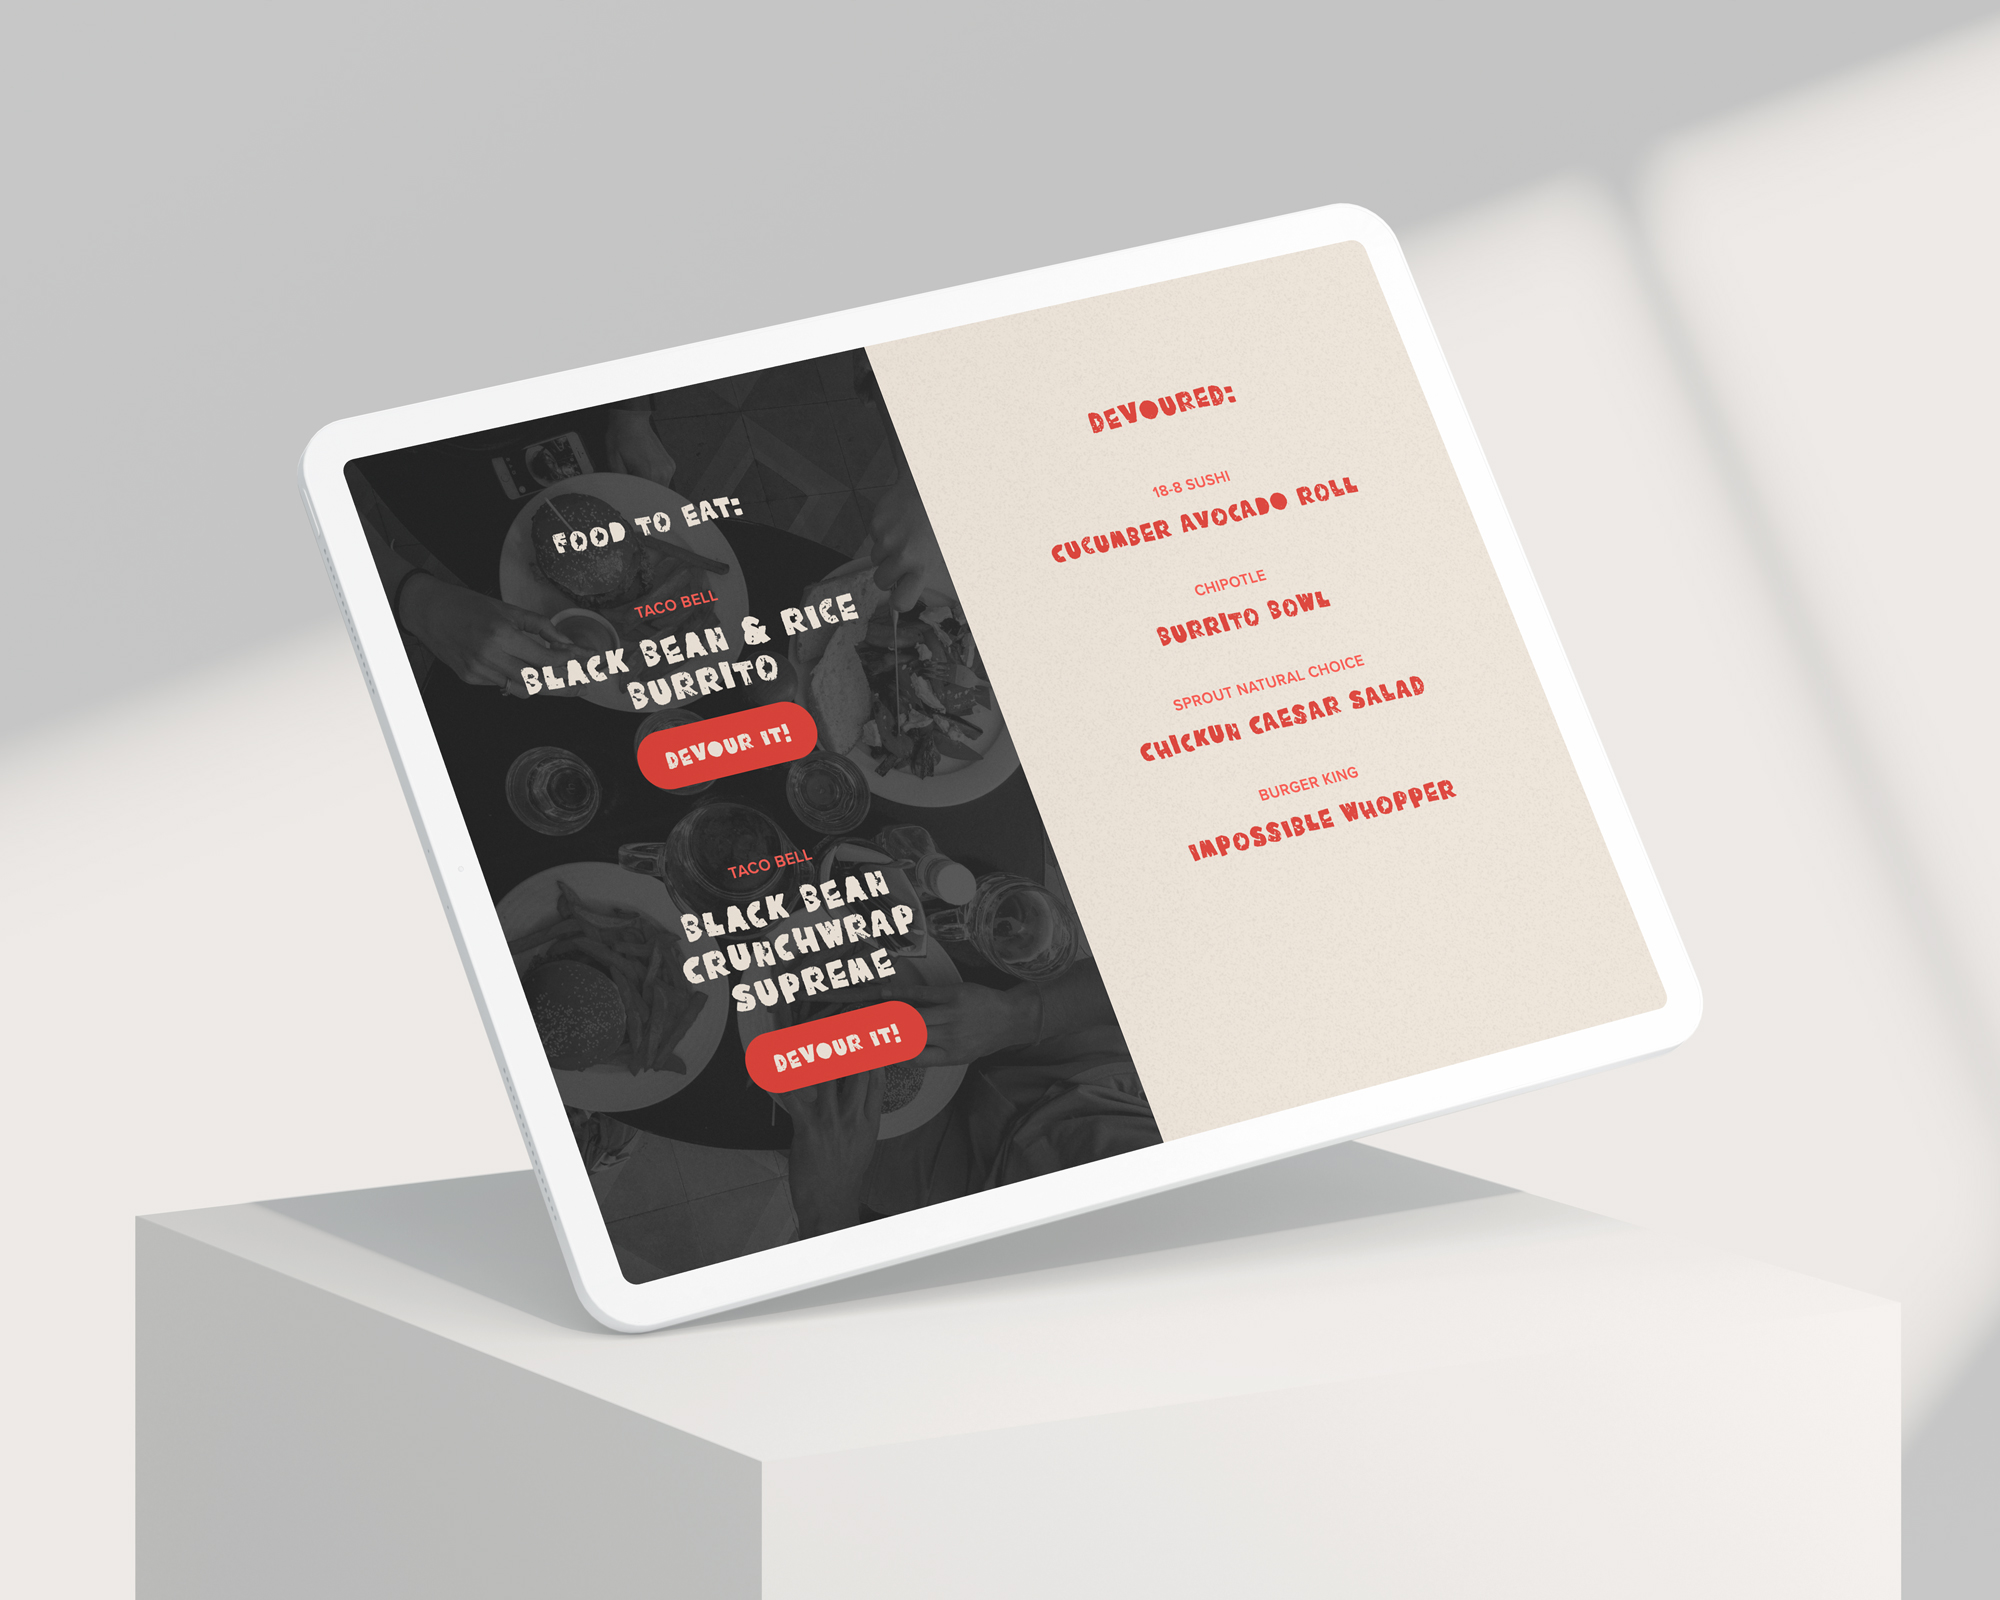 FOOD TO EAT:
TACO BELL
BLACK BEAN & RICE
BURRITO
DEVOUR IT!
TACO BELL
BLACK BEAN
CRUNCHWRAP
SUPREME
DEVOUR IT!
DEVOURED:
18-8 SUSHI
CUCUMBER AVOCADO ROLL
CHIPOTLE
BURRITO BOWL
SPROUT NATURAL CHOICE
CHICKUN CAESAR SALAD
BURGER KING
IMPOSSIBLE WHOPPER